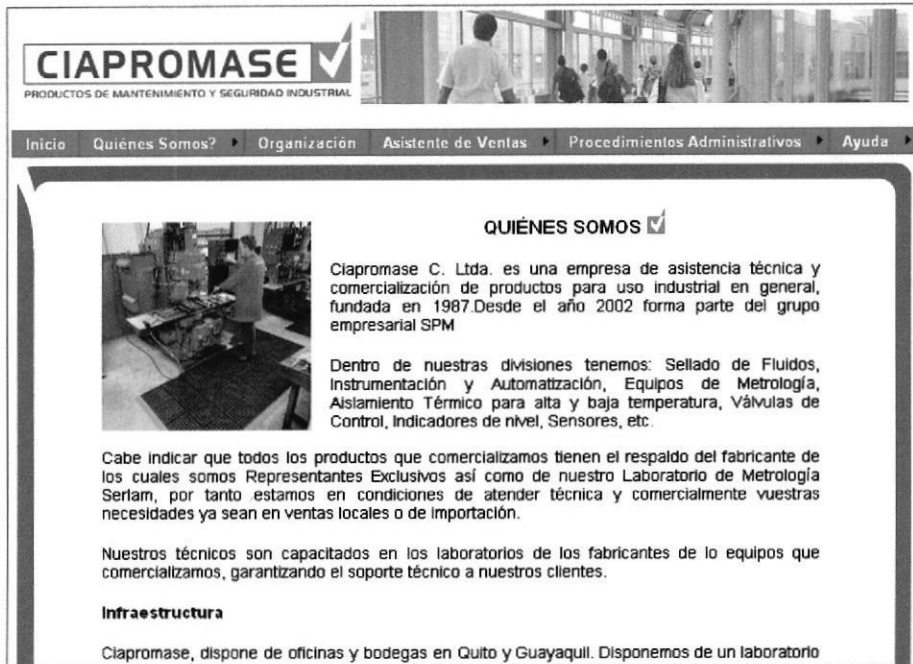 CIAPROMASE
PRODUCTOS DE MANTENIMIENTO Y SEGURIDAD INDUSTRIAL
Inicio Quiénes Somos? Organización Asistente de Ventas Procedimientos Administrativos Ayuda
QUIÉNES SOMOS
Ciapromase C. Ltda. es una empresa de asistencia técnica y
comercialización de productos para uso industrial en general,
fundada en 1987.Desde el año 2002 forma parte del grupo
empresarial SPM
Dentro de nuestras divisiones tenemos: Sellado de Fluidos,
Instrumentación y Automatización, Equipos de Metrología,
Aislamiento Térmico para alta y baja temperatura, Válvulas de
Control, Indicadores de nivel, Sensores, etc.
Cabe indicar que todos los productos que comercializamos tienen el respaldo del fabricante de
los cuales somos Representantes Exclusivos así como de nuestro Laboratorio de Metrología
Serlam, por tanto estamos en condiciones de atender técnica y comercialmente vuestras
necesidades ya sean en ventas locales o de importación.
Nuestros técnicos son capacitados en los laboratorios de los fabricantes de lo equipos que
comercializamos, garantizando el soporte técnico a nuestros clientes.
Infraestructura
Ciapromase, dispone de oficinas y bodegas en Quito y Guayaquil. Disponemos de un laboratorio